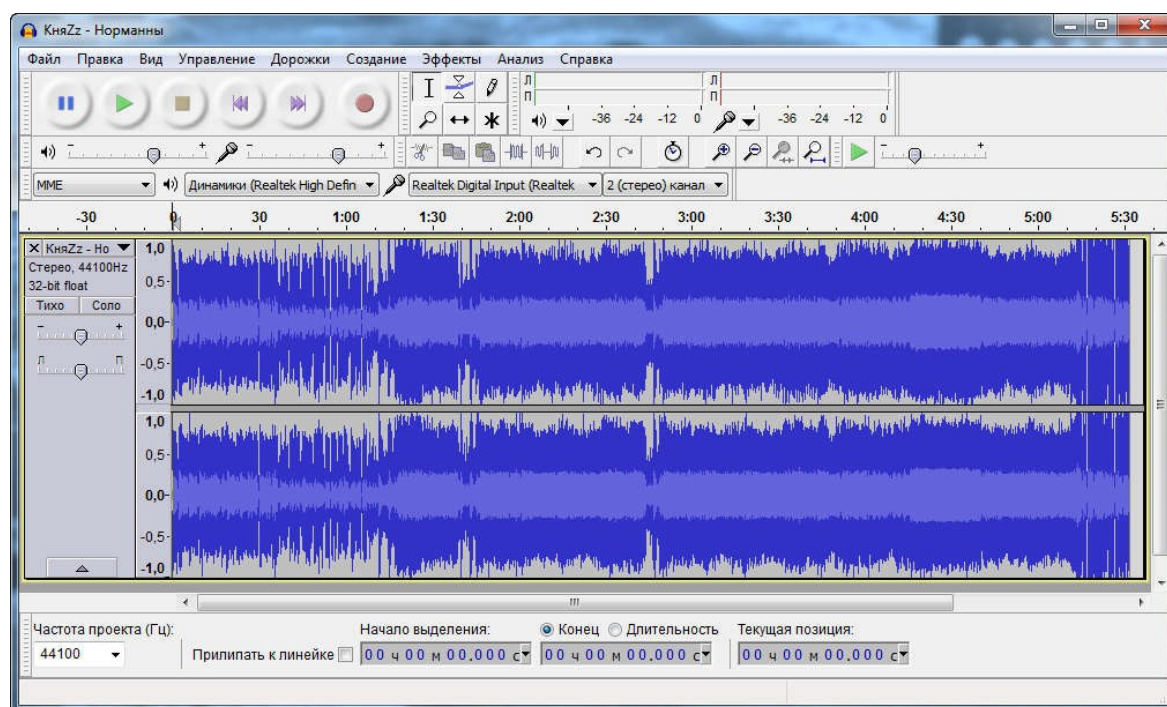 КняZz - Норманны
Файл Правка Вид Управление Дорожки Создание Эффекты Анализ Справка
Л
П
-36 -24 -12 0
Л
П
-36 -24 -12 0
MME
Динамики (Realtek High Defin
Realtek Digital Input (Realtek
2 (стерео) канал
-30 0 30 1:00 1:30 2:00 2:30 3:00 3:30 4:00 4:30 5:00 5:30
КняZz - Но
Стерео, 44100Hz
32-bit float
Тихо Соло
- +
Л П
1,0
0,5-
0,0-
-0,5-
-1,0
1,0
0,5-
0,0-
-0,5-
-1,0
Частота проекта (Гц):
44100
Прилипать к линейке
Начало выделения:
Конец Длительность
Текущая позиция:
00 ч 00 м 00.000 с
00 ч 00 м 00.000 с
00 ч 00 м 00.000 с